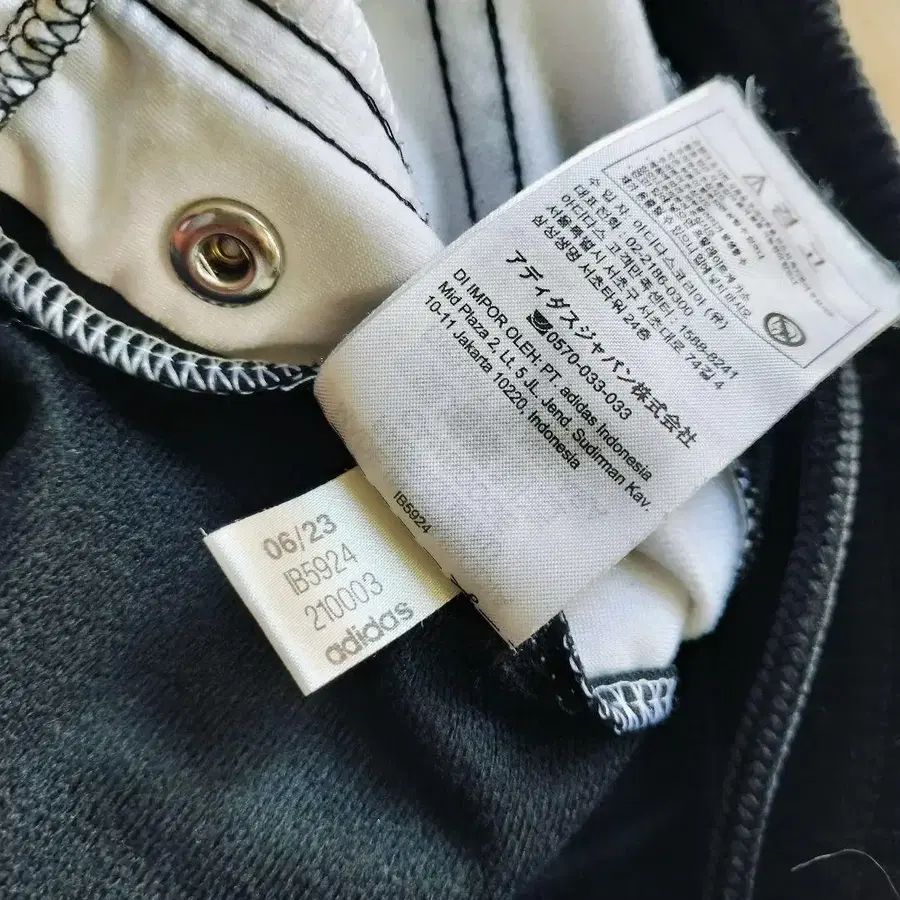 경고
수 입 자 : 아디다스코리아 (유)
대표전화 : 02-2186-0300
아디다스 고객만족센터 : 1588-8241
서울특별시 서초구 서초대로 74길 4
삼성생명 서초타워 24층
アディダスジャパン株式会社
0570-033-033
DI IMPOR OLEH: PT. adidas Indonesia
Mid Plaza 2, Lt. 5 JL. Jend. Sudirman Kav.
10-11 Jakarta 10220, Indonesia
IB5924
06/23
IB5924
210003
adidas